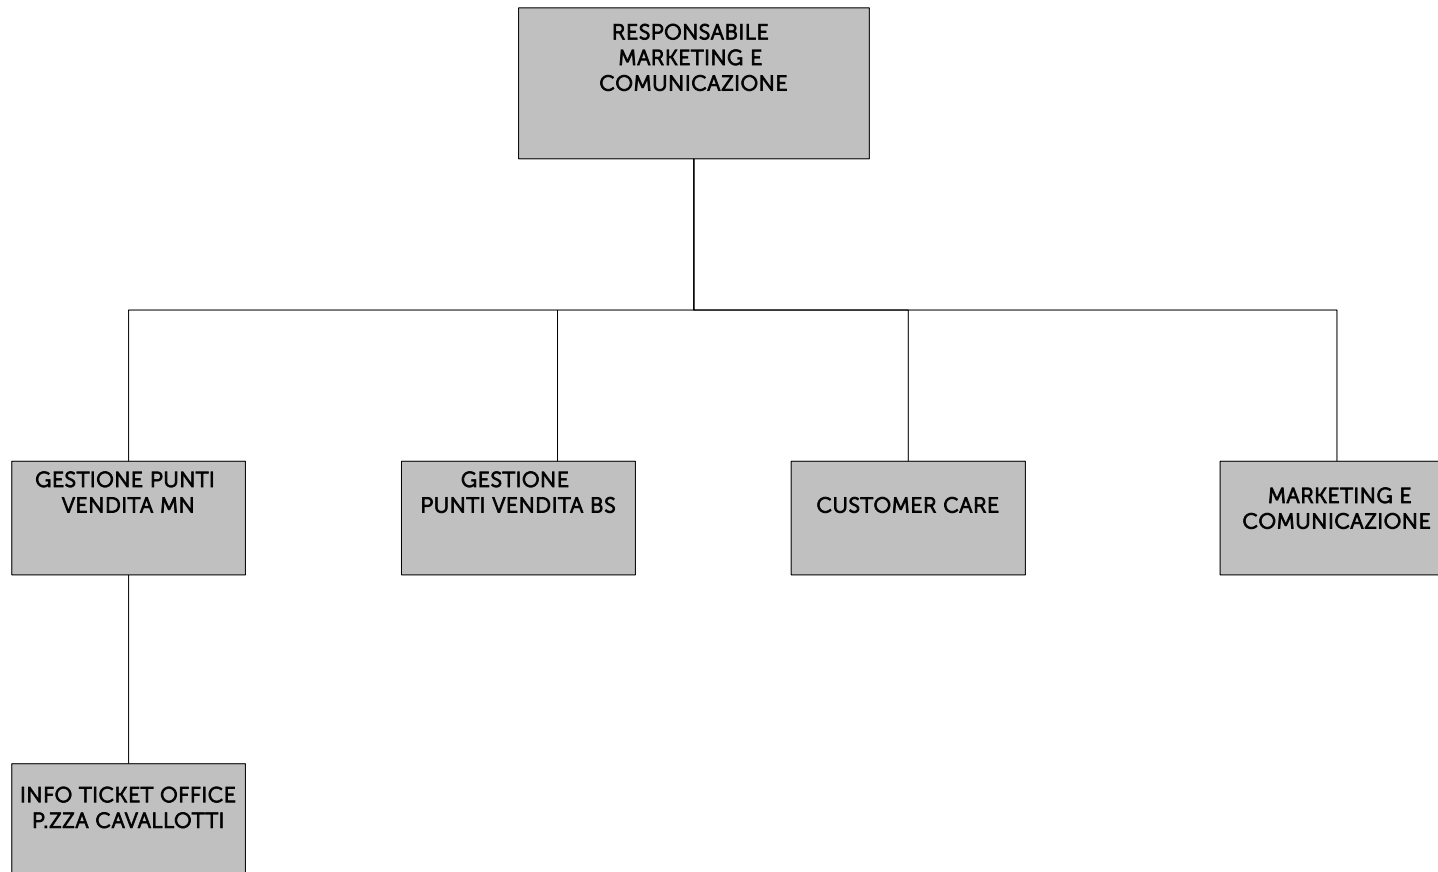 RESPONSABILE
MARKETING E
COMUNICAZIONE
GESTIONE PUNTI
VENDITA MN
GESTIONE
PUNTI VENDITA BS
CUSTOMER CARE
MARKETING E
COMUNICAZIONE
INFO TICKET OFFICE
P.ZZA CAVALLOTTI